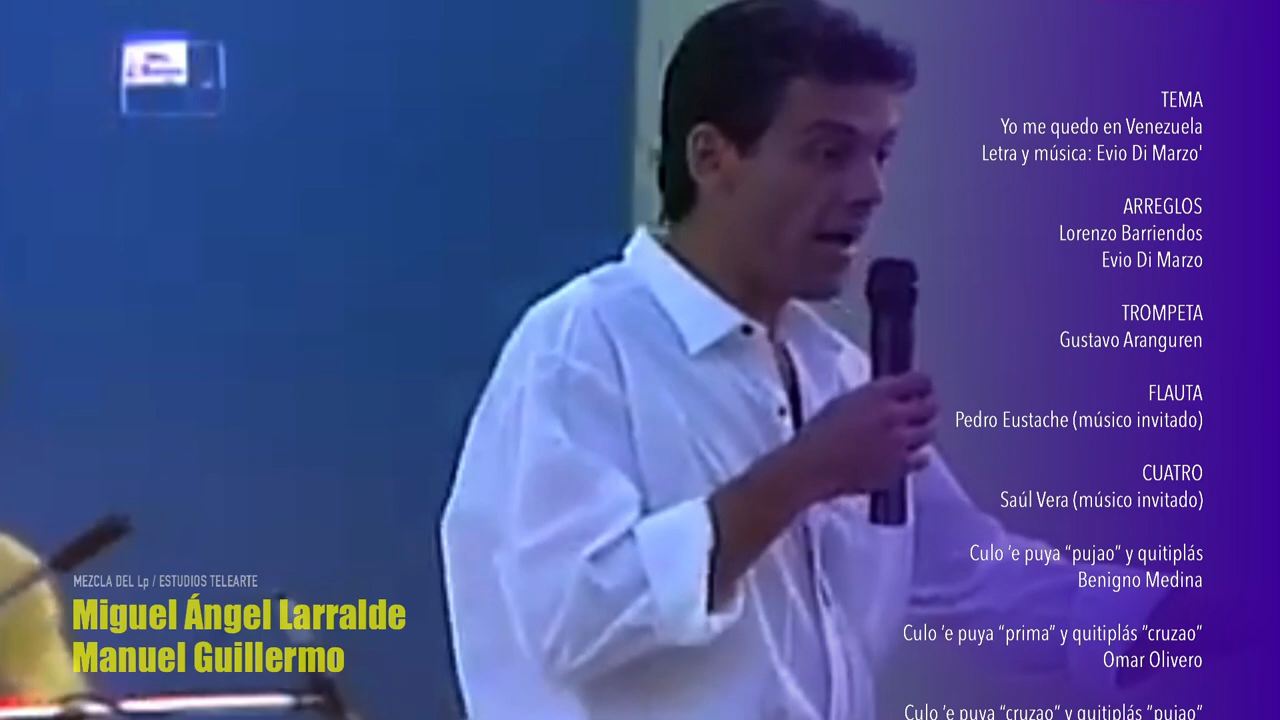 TEMA
Yo me quedo en Venezuela
Letra y música: Evio Di Marzo'
ARREGLOS
Lorenzo Barriendos
Evio Di Marzo
TROMPETA
Gustavo Aranguren
FLAUTA
Pedro Eustache (músico invitado)
CUATRO
Saúl Vera (músico invitado)
Culo ’e puya “pujao” y quitiplás
Benigno Medina
Culo ’e puya “prima” y quitiplás ”cruzao”
Omar Olivero
Culo ’e puya “cruzao” y quitiplás ”pujao”
MEZCLA DEL Lp / ESTUDIOS TELEARTE
Miguel Ángel Larralde
Manuel Guillermo